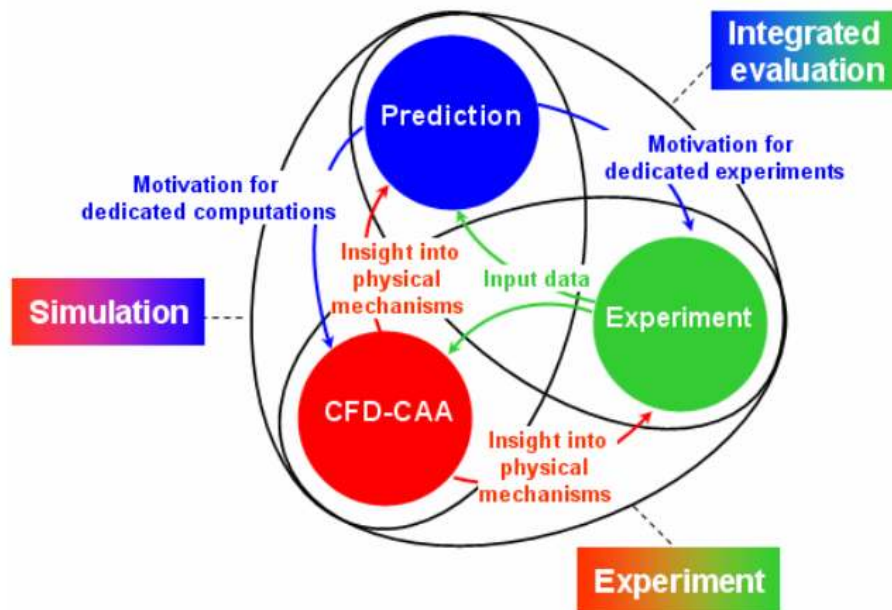 Integrated
evaluation
Prediction
Motivation for
dedicated experiments
Motivation for
dedicated computations
Insight into
physical
mechanisms
Input data
Simulation
Experiment
CFD-CAA
Insight into
physical
mechanisms
Experiment